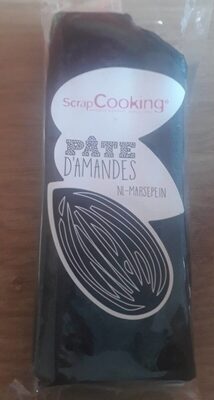 ScrapCooking®
PÂTE
D'AMANDES
NL-MARSEPEIN